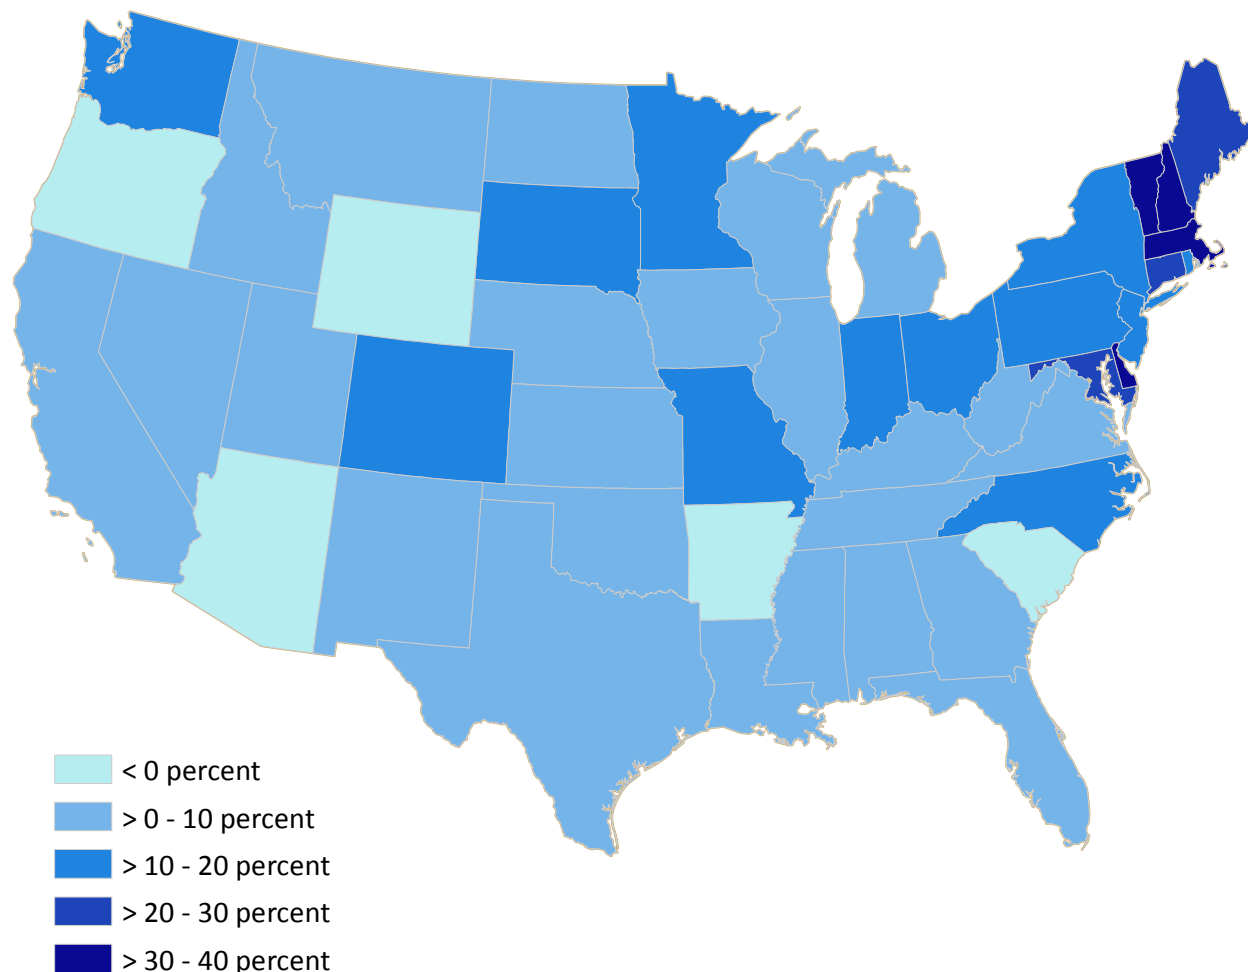 < 0 percent
> 0 - 10 percent
> 10 - 20 percent
> 20 - 30 percent
> 30 - 40 percent